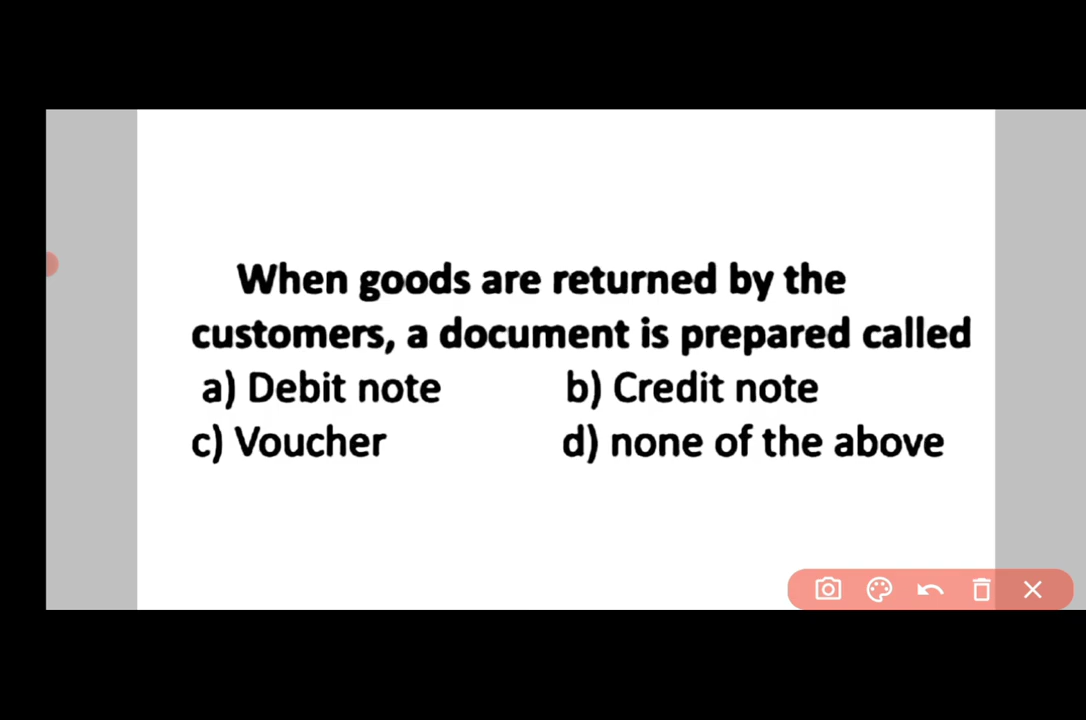 When goods are returned by the
customers, a document is prepared called
a) Debit note b) Credit note
c) Voucher d) none of the above